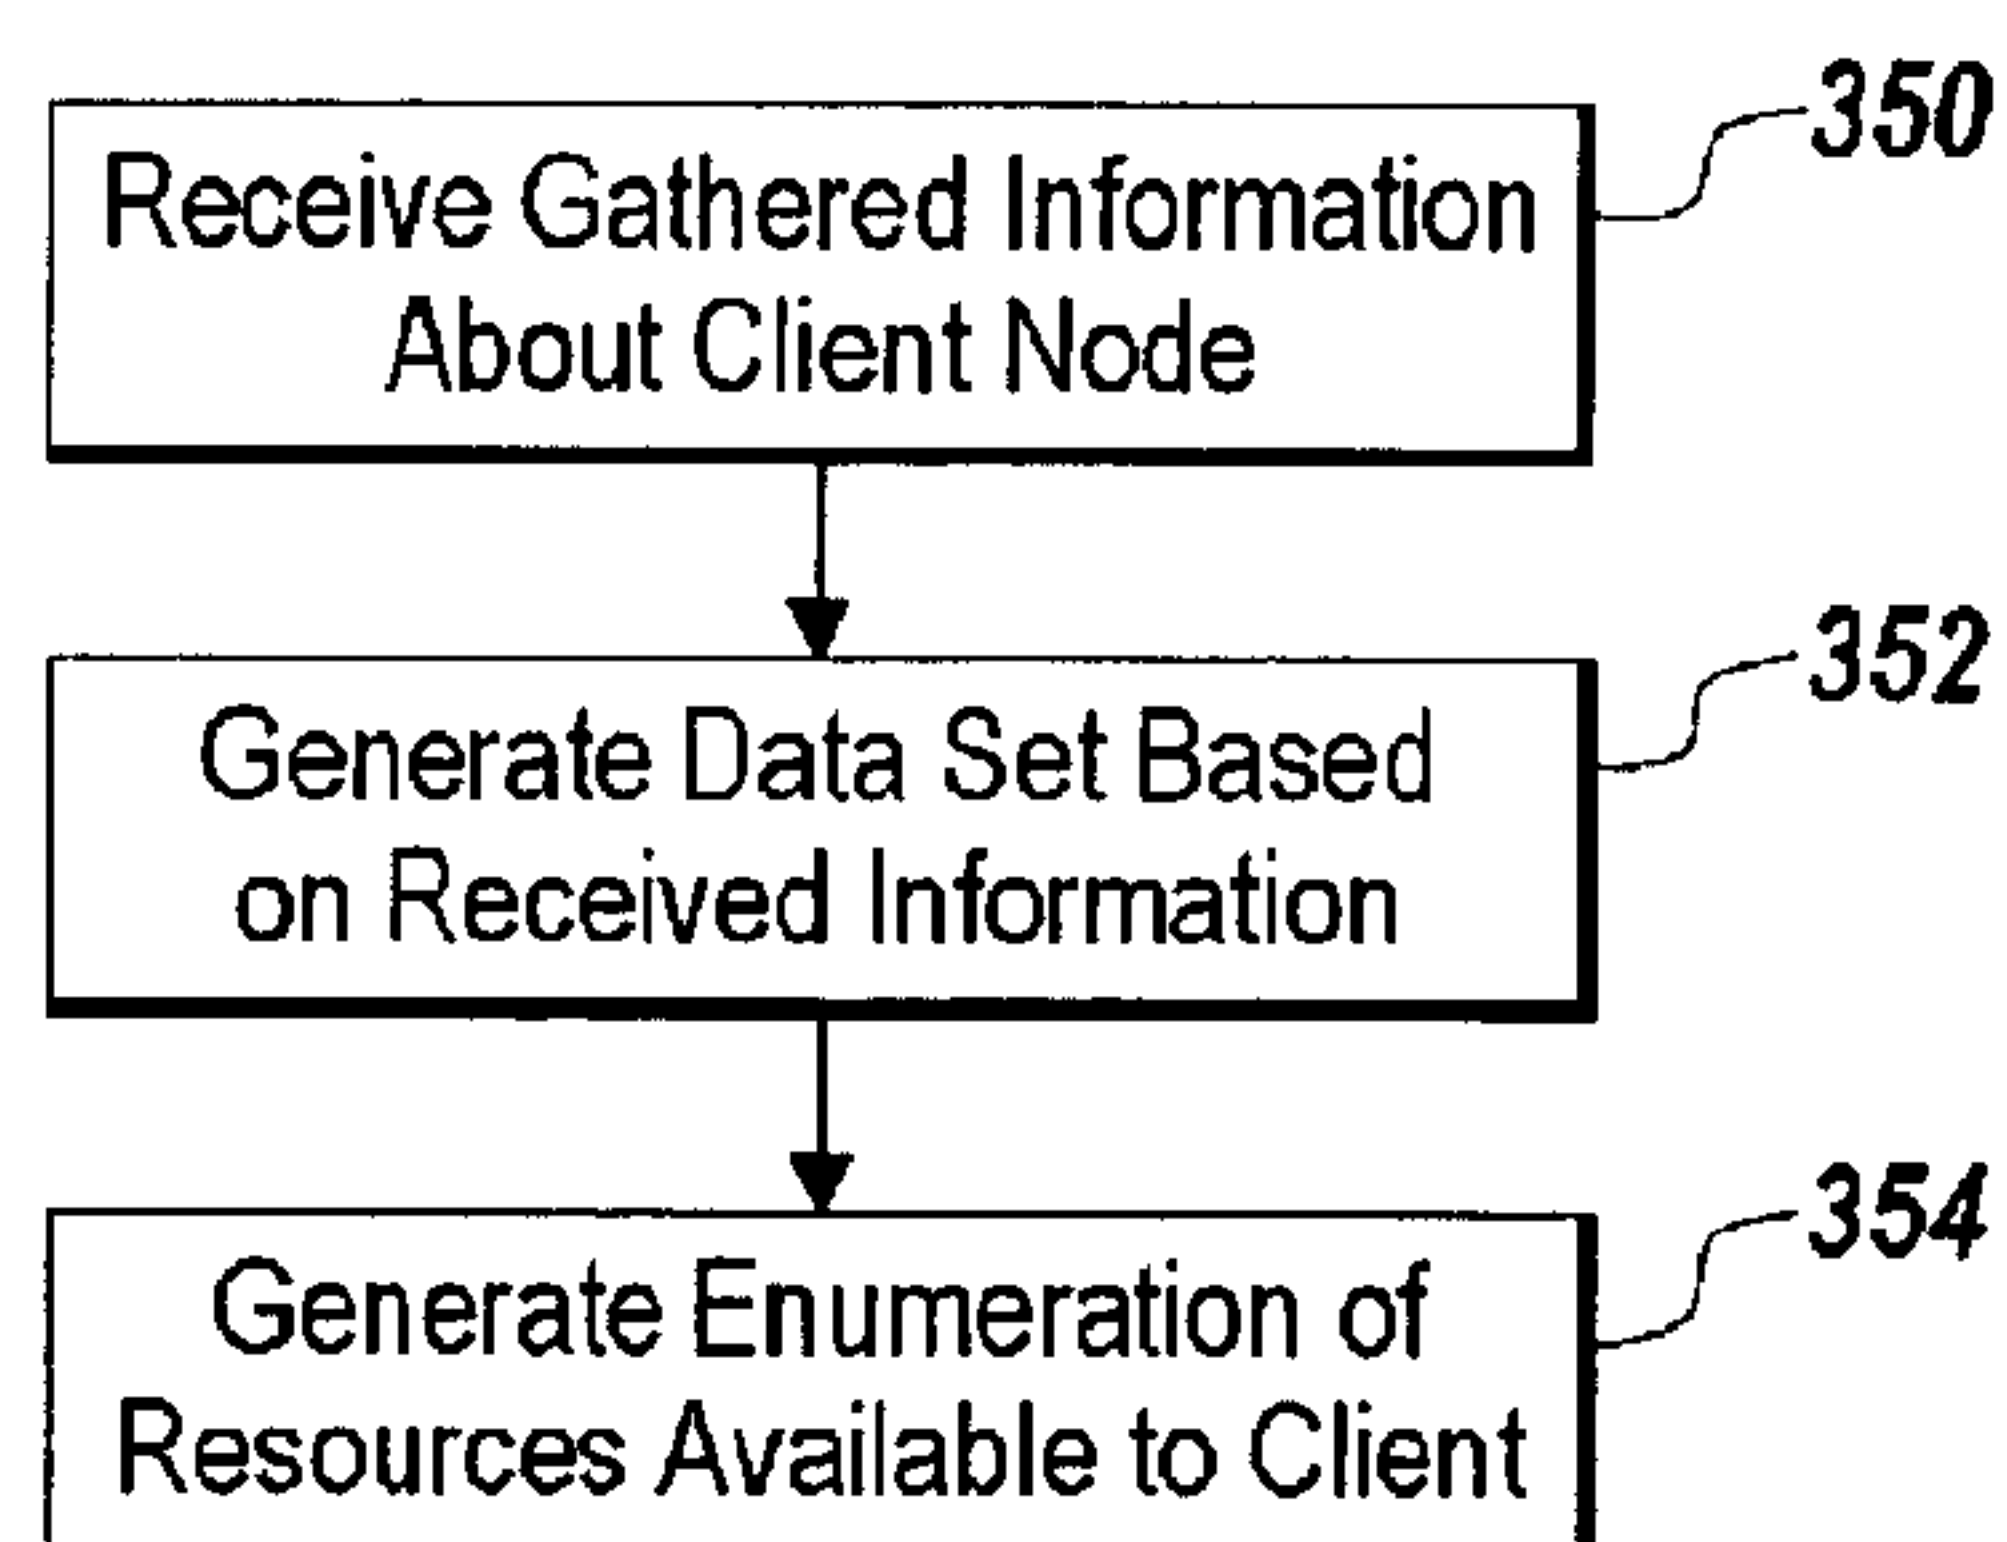 350
Receive Gathered Information
About Client Node
352
Generate Data Set Based
on Received Information
354
Generate Enumeration of
Resources Available to Client